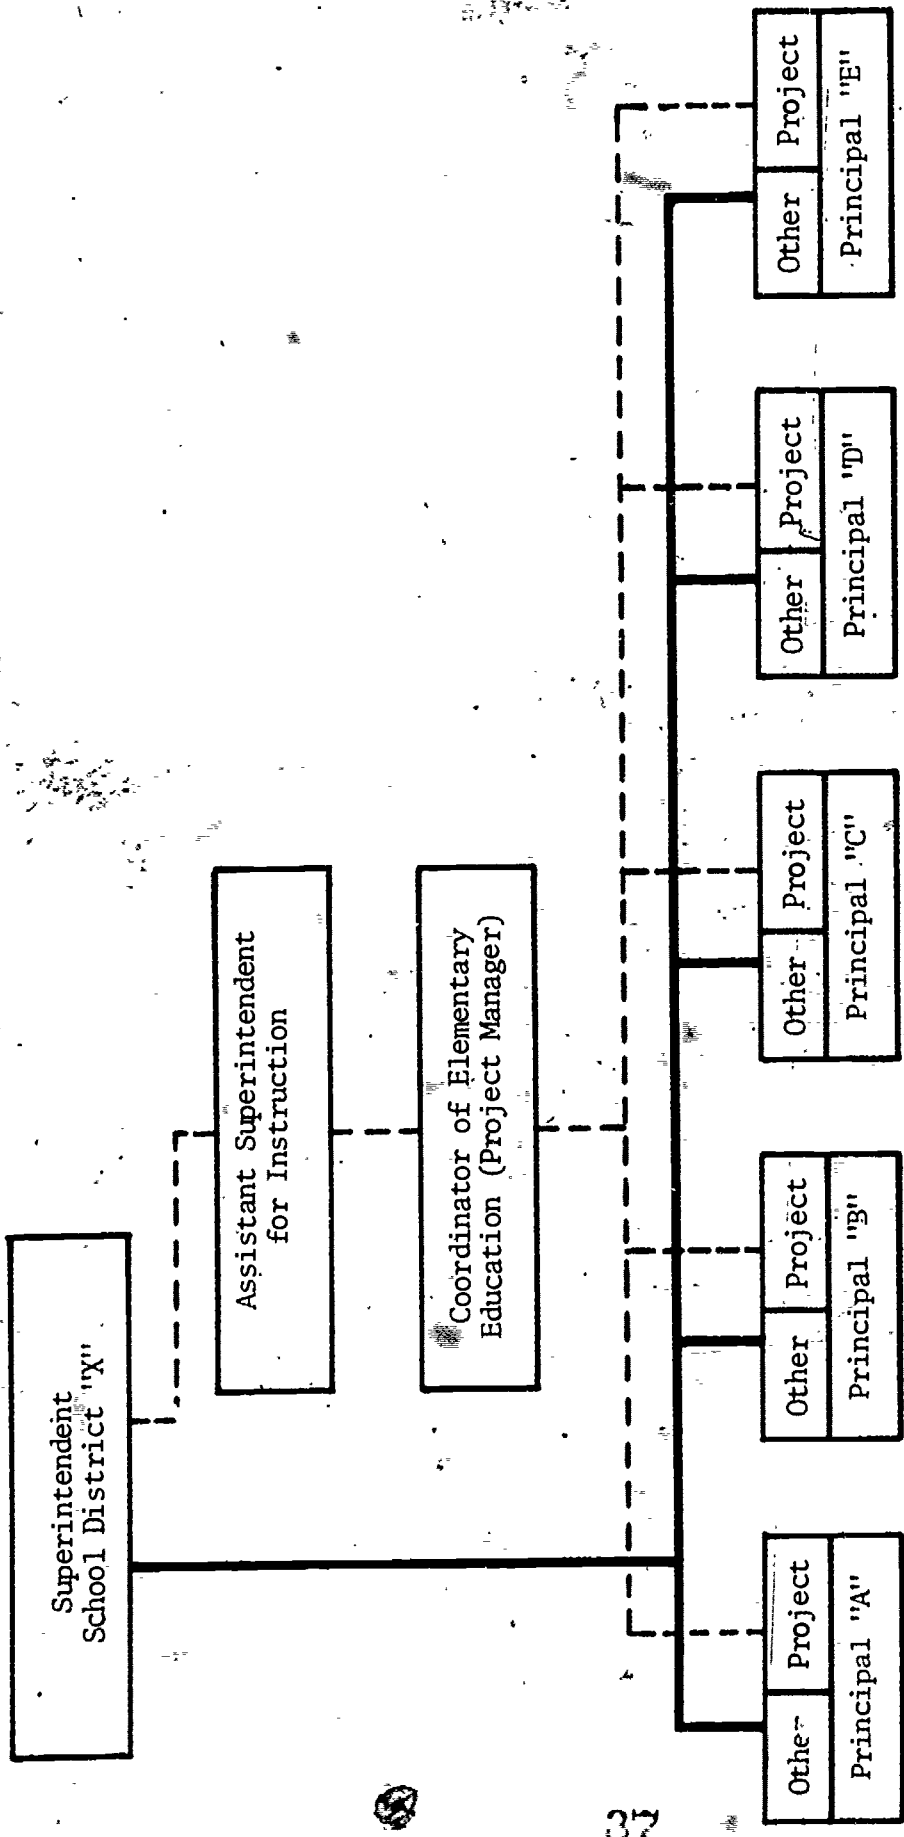 Superintendent
School District "X"
Assistant Superintendent
for Instruction
Coordinator of Elementary
Education (Project Manager)
Other Project
Principal "A"
Other Project
Principal "B"
Other Project
Principal "C"
Other Project
Principal "D"
Other Project
Principal "E"